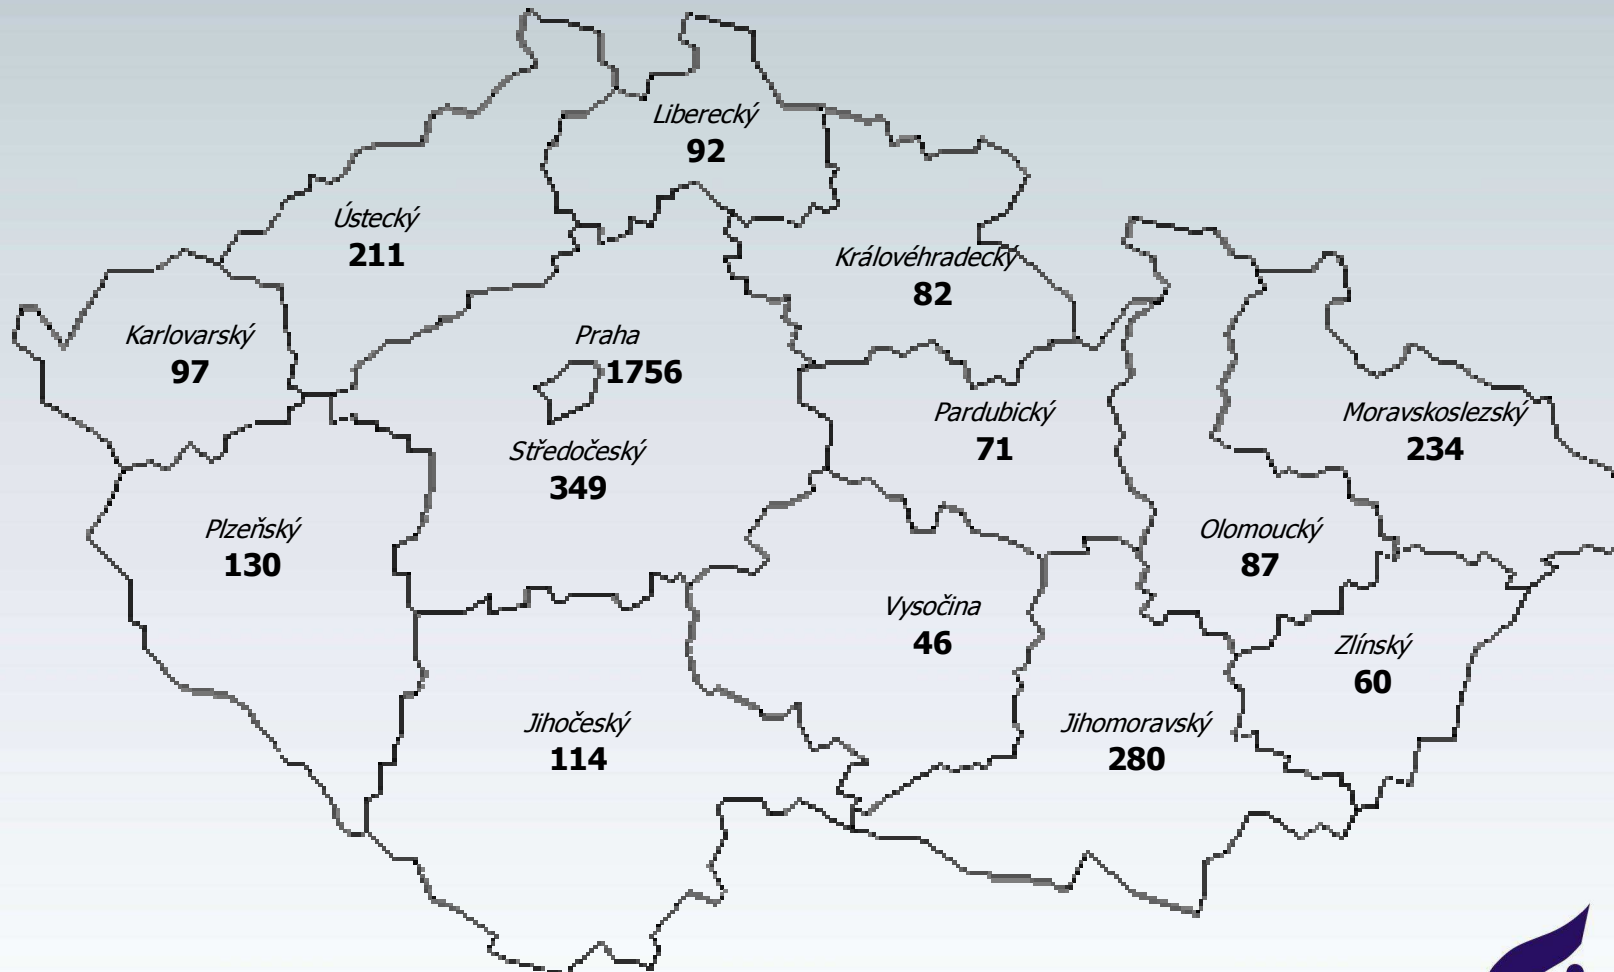 Liberecký
92
Ústecký
211
Královéhradecký
82
Karlovarský
97
Praha
1756
Pardubický
71
Moravskoslezský
234
Středočeský
349
Plzeňský
130
Olomoucký
87
Vysočina
46
Zlínský
60
Jihočeský
114
Jihomoravský
280